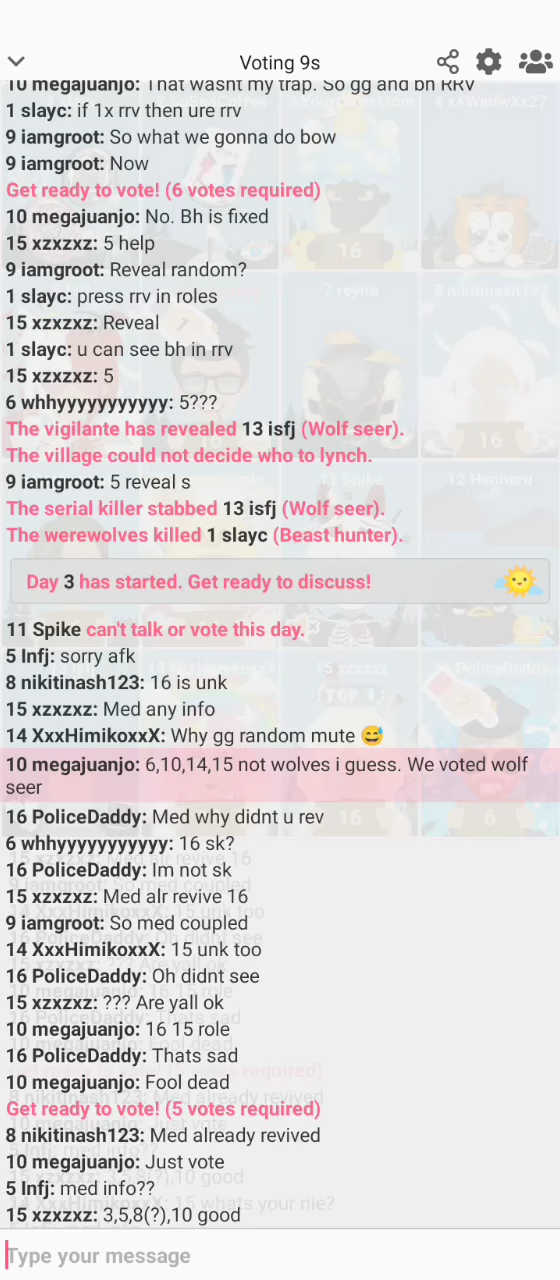 Voting 9s
10 megajuanjo: That wasnt my trap. So gg and bh RRV
1 slayc: if 1x rrv then ure rrv
9 iamgroot: So what we gonna do bow
9 iamgroot: Now
Get ready to vote! (6 votes required)
10 megajuanjo: No. Bh is fixed
15 xzxzxz: 5 help
9 iamgroot: Reveal random?
1 slayc: press rrv in roles
15 xzxzxz: Reveal
1 slayc: u can see bh in rrv
15 xzxzxz: 5
6 whhyyyyyyyyyyy: 5???
The vigilante has revealed 13 isfj (Wolf seer).
The village could not decide who to lynch.
9 iamgroot: 5 reveal s
The serial killer stabbed 13 isfj (Wolf seer).
The werewolves killed 1 slayc (Beast hunter).
Day 3 has started. Get ready to discuss!
11 Spike can't talk or vote this day.
5 Infj: sorry afk
8 nikitinash123: 16 is unk
15 xzxzxz: Med any info
14 XxxHimikoxxX: Why gg random mute 😅
10 megajuanjo: 6,10,14,15 not wolves i guess. We voted wolf
seer
16 PoliceDaddy: Med why didnt u rev
6 whhyyyyyyyyyyy: 16 sk?
16 PoliceDaddy: Im not sk
15 xzxzxz: Med alr revive 16
9 iamgroot: So med coupled
14 XxxHimikoxxX: 15 unk too
16 PoliceDaddy: Oh didnt see
15 xzxzxz: ??? Are yall ok
10 megajuanjo: 16 15 role
16 PoliceDaddy: Thats sad
10 megajuanjo: Fool dead
Get ready to vote! (5 votes required)
8 nikitinash123: Med already revived
10 megajuanjo: Just vote
5 Infj: med info??
15 xzxzxz: 3,5,8(?),10 good
Type your message